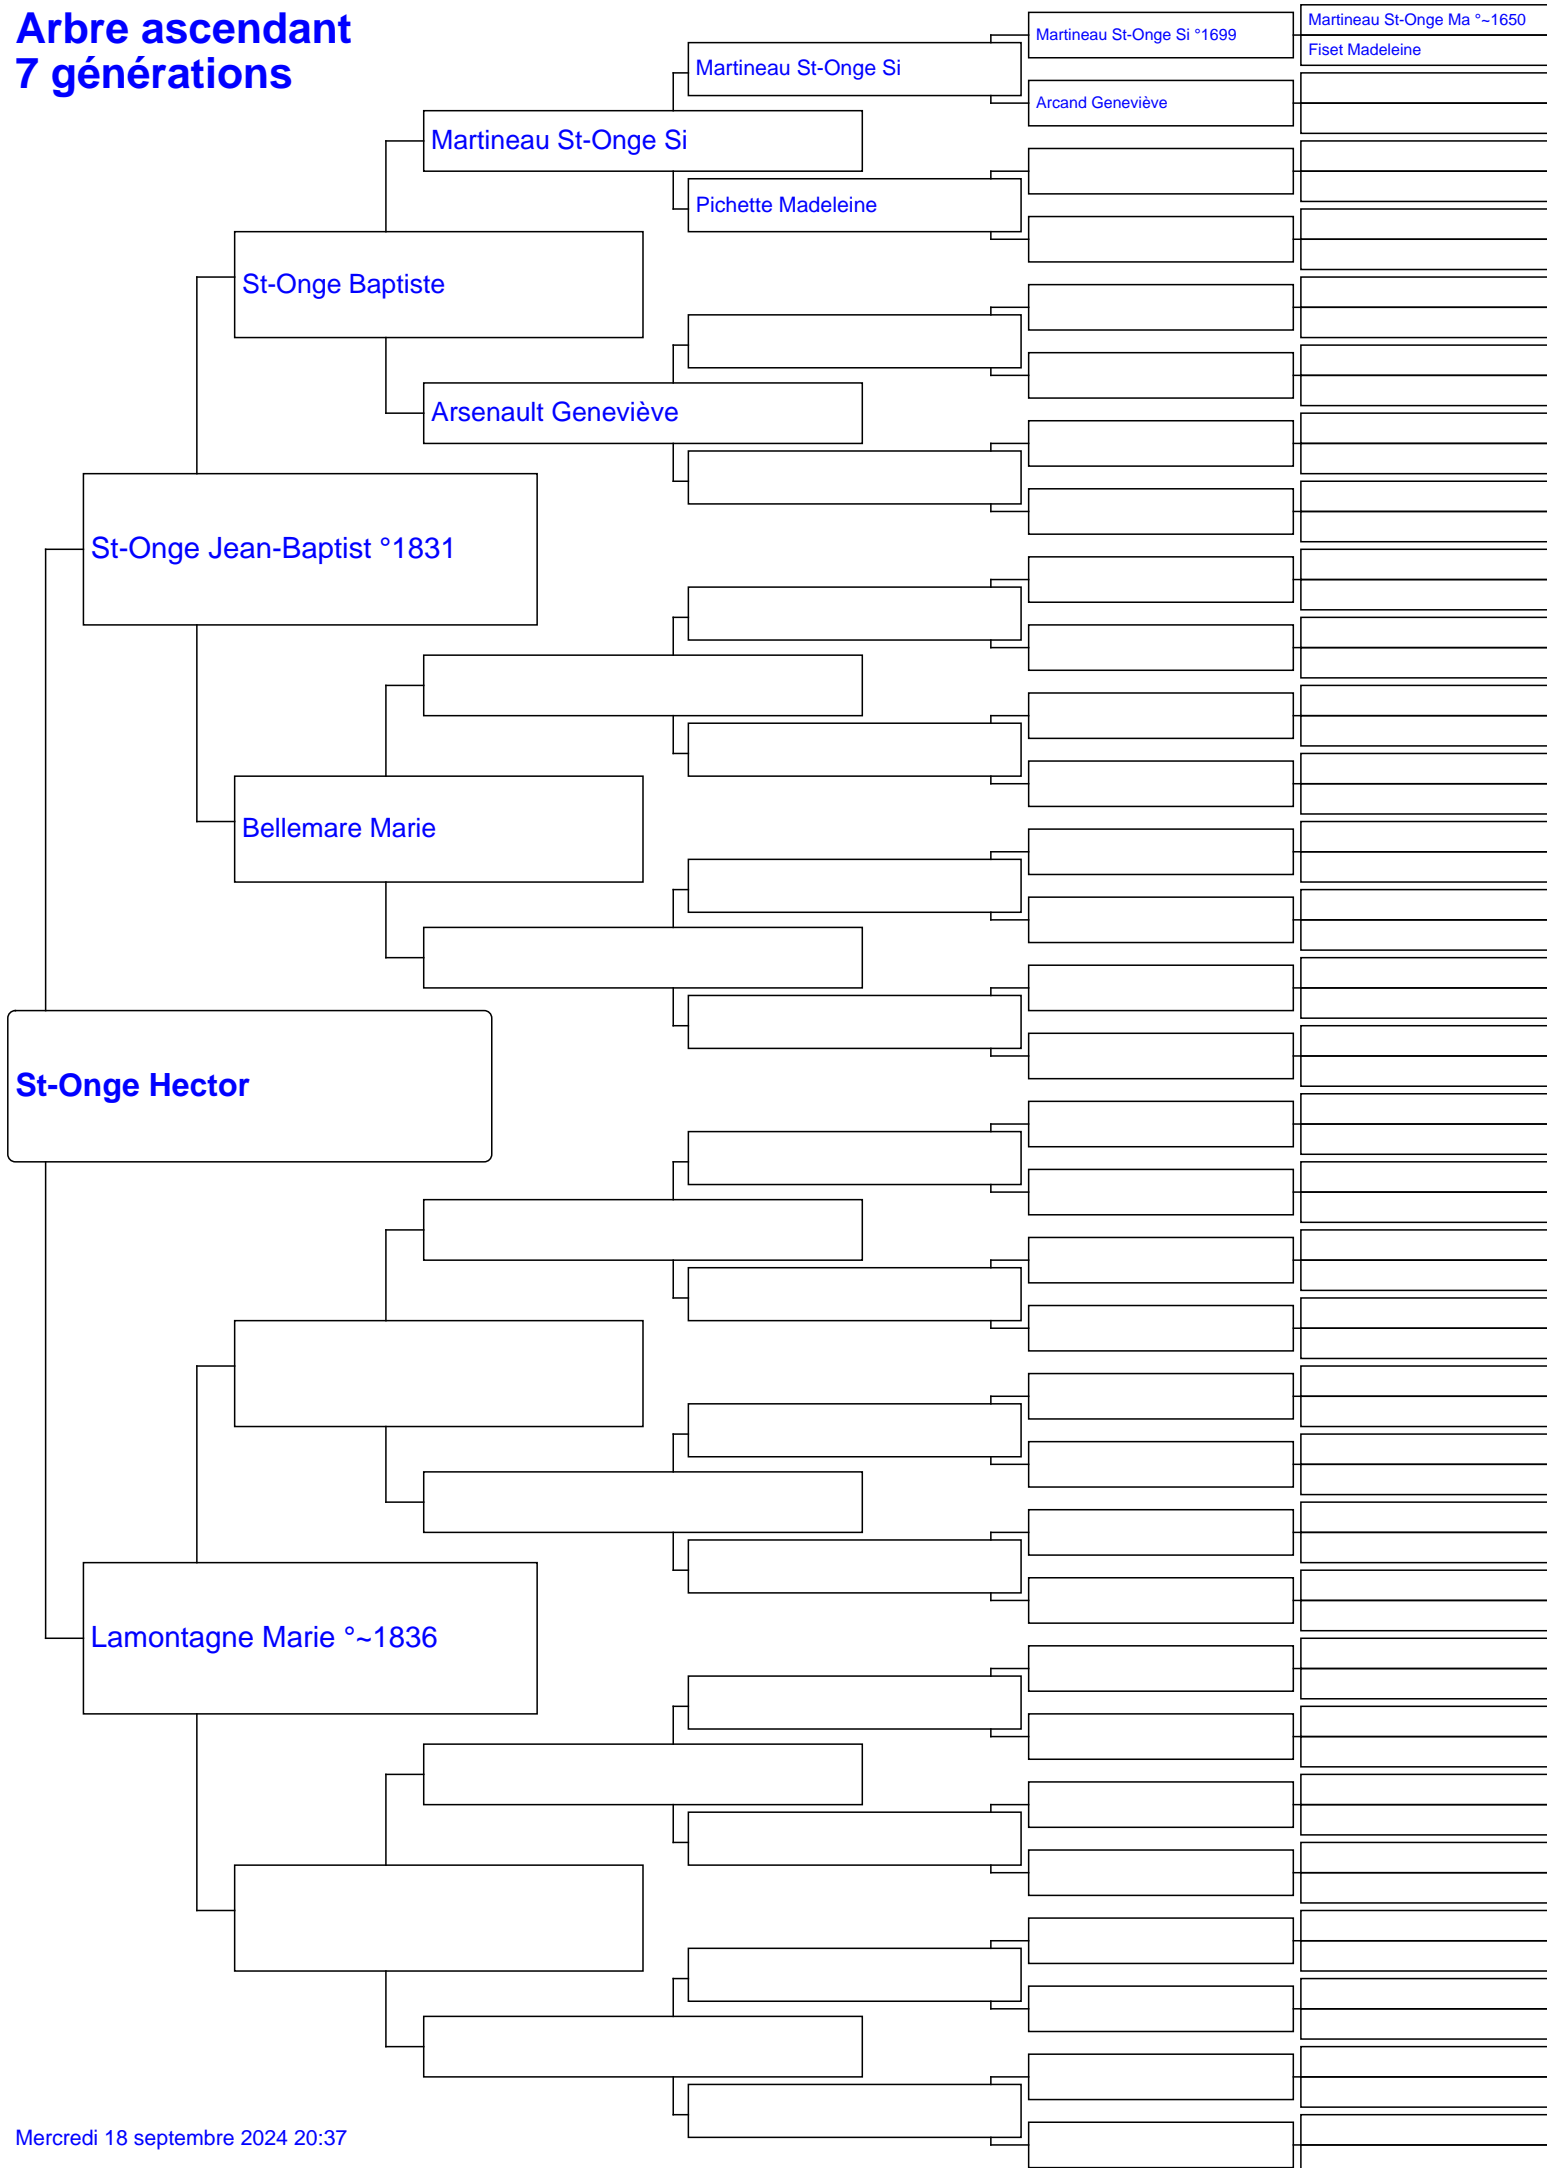 Arbre ascendant
7 générations
Martineau St-Onge Ma °~1650
Martineau St-Onge Si °1699
Fiset Madeleine
Martineau St-Onge Si
Arcand Geneviève
Martineau St-Onge Si
Pichette Madeleine
St-Onge Baptiste
Arsenault Geneviève
St-Onge Jean-Baptist °1831
Bellemare Marie
St-Onge Hector
Lamontagne Marie °~1836
Mercredi 18 septembre 2024 20:37